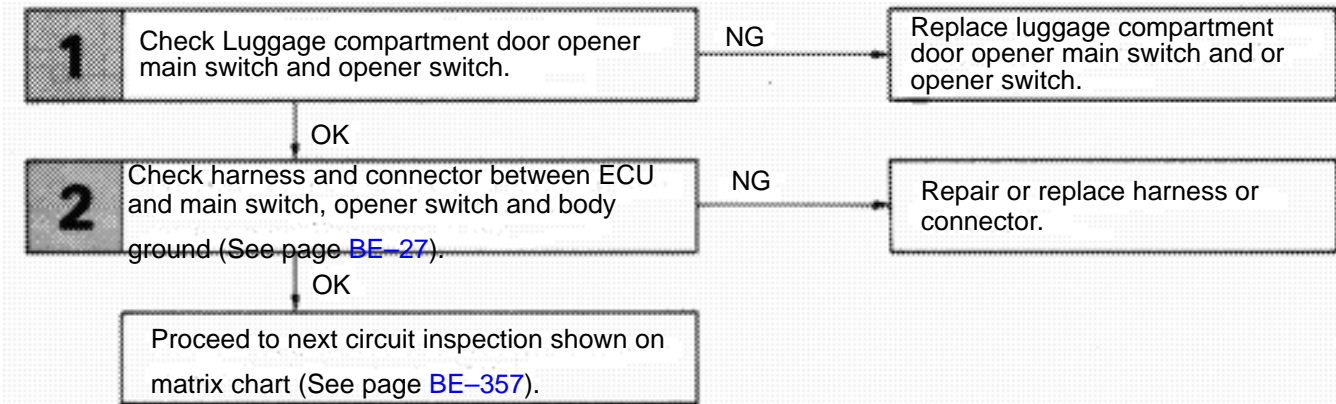 1
Check Luggage compartment door opener
main switch and opener switch.
NG
Replace luggage compartment
door opener main switch and or
opener switch.
OK
2
Check harness and connector between ECU
and main switch, opener switch and body
ground (See page BE–27).
NG
Repair or replace harness or
connector.
OK
Proceed to next circuit inspection shown on
matrix chart (See page BE–357).